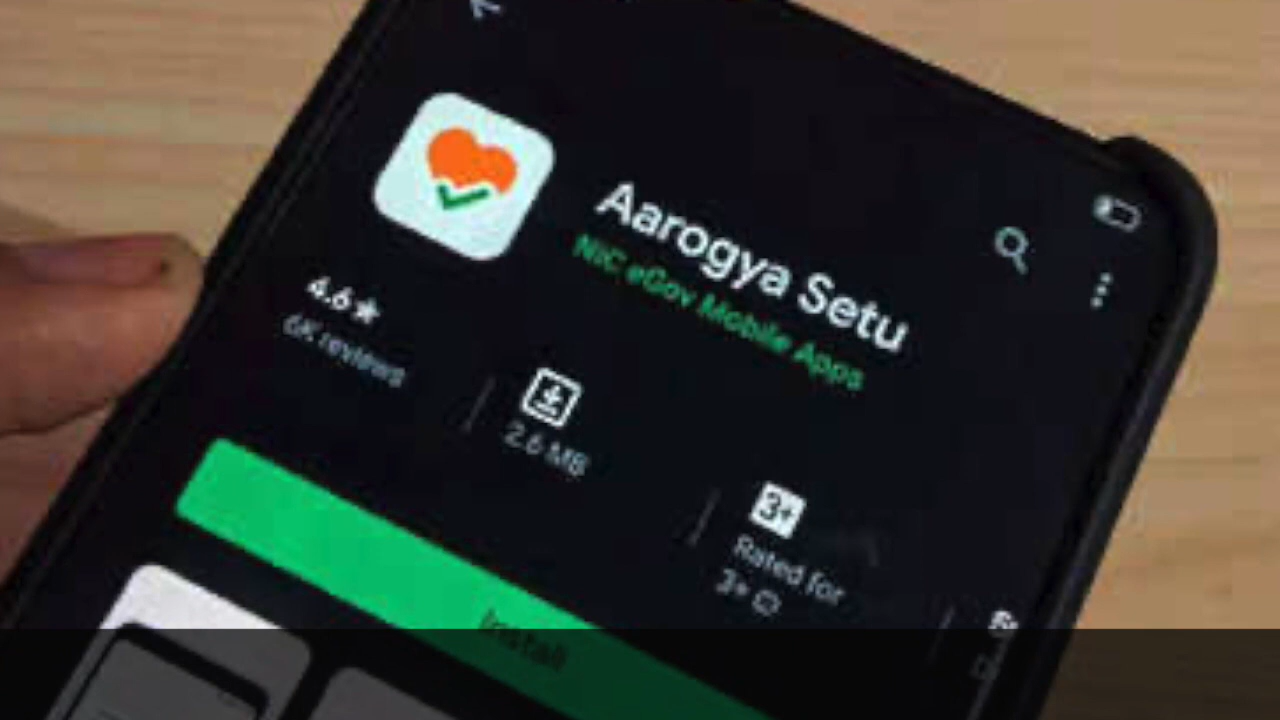 Aarogya Setu
NIC eGov Mobile Apps
4.6★
6K reviews
2.6 MB
3+
Rated for
3+
Install